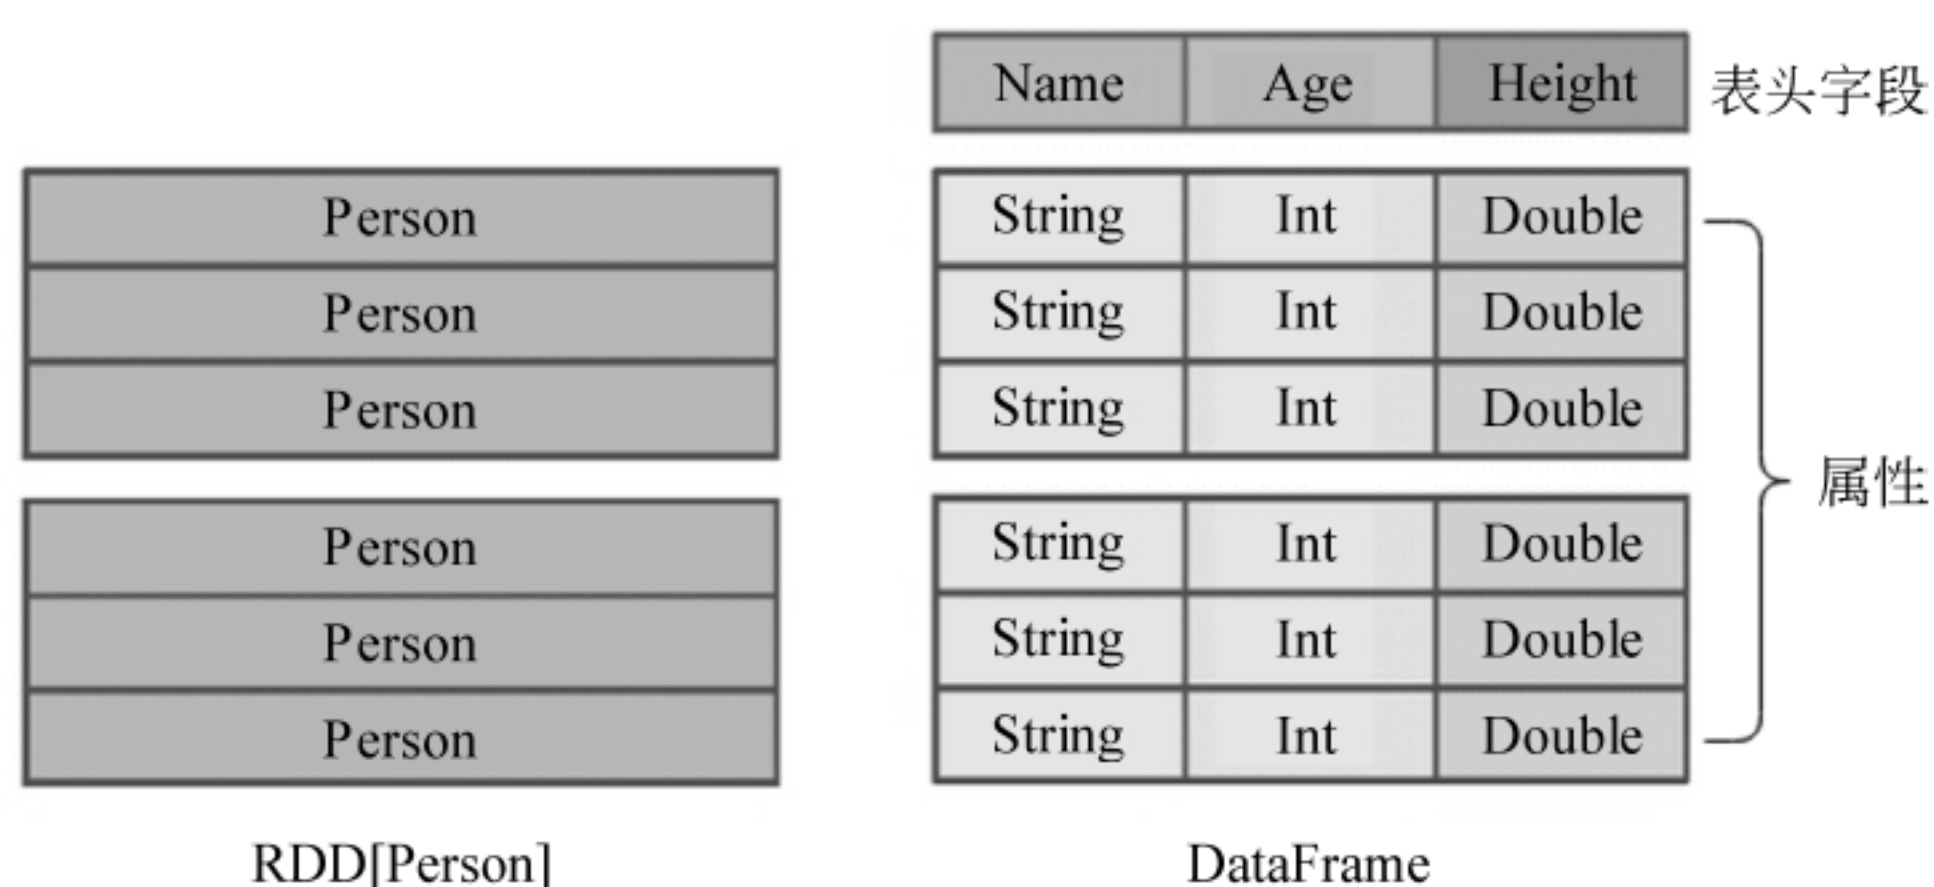 Name Age Height 表头字段
Person
Person
Person
Person
Person
Person
RDD[Person]
String Int Double
String Int Double
String Int Double
String Int Double
String Int Double
String Int Double
属性
DataFrame